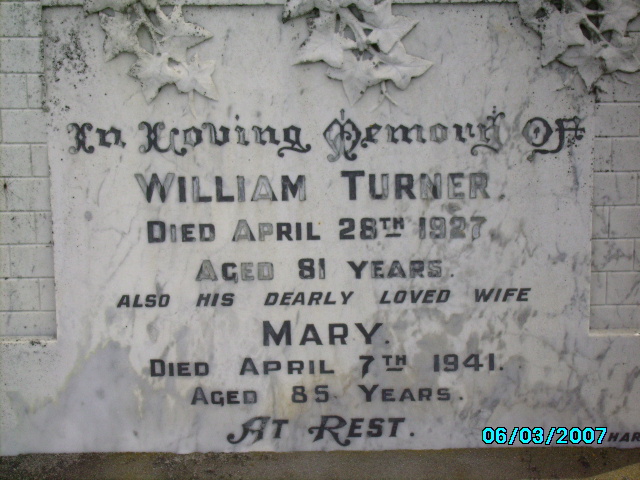 In Loving Memory Of
WILLIAM TURNER.
DIED APRIL 28TH 1927.
AGED 81 YEARS.
ALSO HIS DEARLY LOVED WIFE
MARY.
DIED APRIL 7TH 1941.
AGED 85 YEARS.
AT REST.
06/03/2007